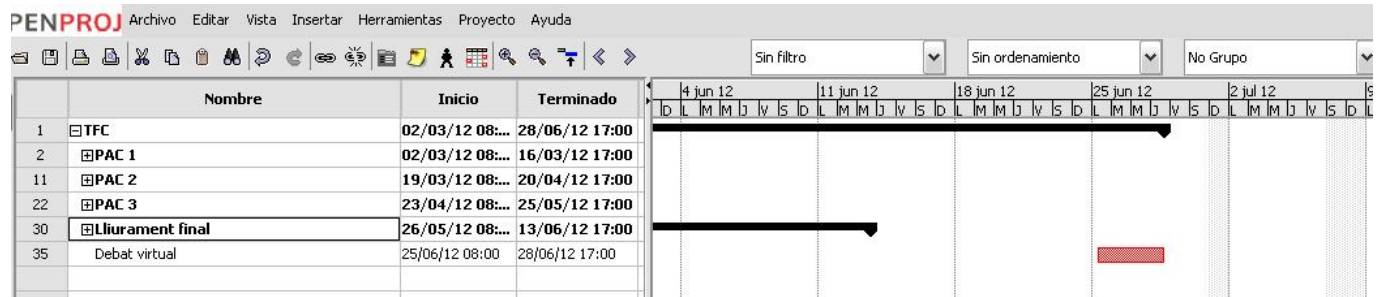 PENPROJ Archivo Editar Vista Insertar Herramientas Proyecto Ayuda
Sin filtro Sin ordenamiento No Grupo
Nombre Inicio Terminado 4 jun 12 11 jun 12 18 jun 12 25 jun 12 2 jul 12 9
D L M M J V S D L M M J V S D L M M J V S D L M M J V S D L M M J V S D L
1 TFC 02/03/12 08:... 28/06/12 17:00
2 PAC 1 02/03/12 08:... 16/03/12 17:00
11 PAC 2 19/03/12 08:... 20/04/12 17:00
22 PAC 3 23/04/12 08:... 25/05/12 17:00
30 Lliurament final 26/05/12 08:... 13/06/12 17:00
35 Debat virtual 25/06/12 08:00 28/06/12 17:00